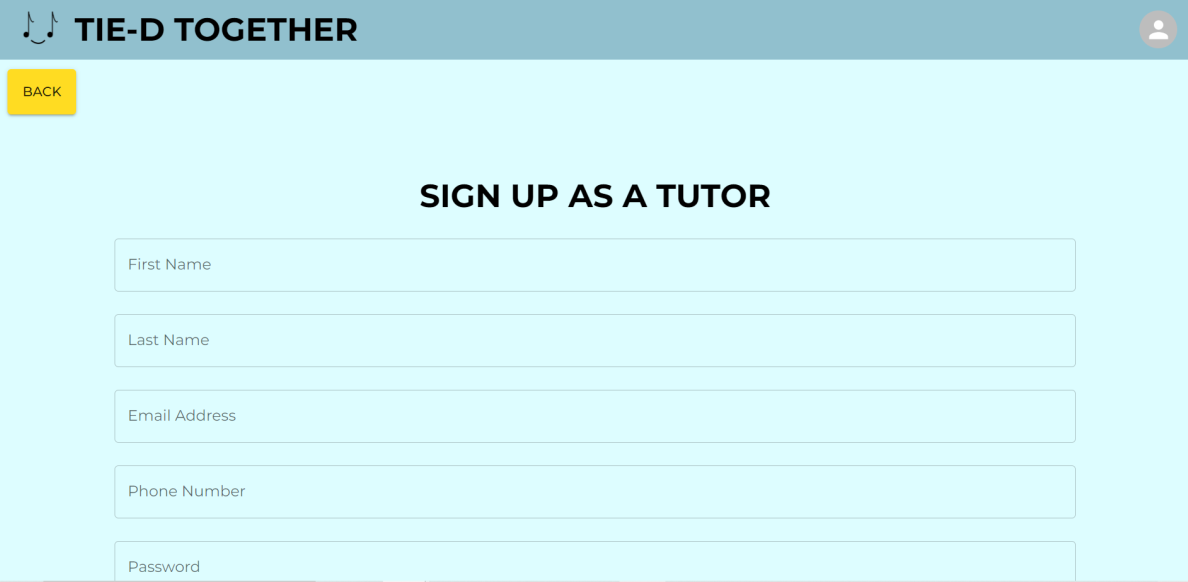 TIE-D TOGETHER
BACK
SIGN UP AS A TUTOR
First Name
Last Name
Email Address
Phone Number
Password